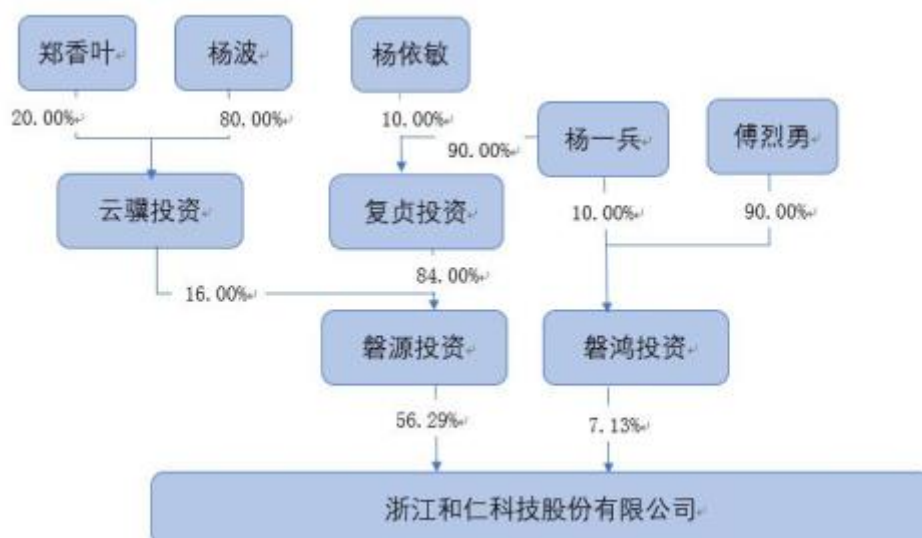 郑香叶
杨波
杨依敏
20.00%
80.00%
10.00%
90.00%
杨一兵
傅烈勇
云骥投资
复贞投资
10.00%
90.00%
84.00%
16.00%
磐源投资
磐鸿投资
56.29%
7.13%
浙江和仁科技股份有限公司